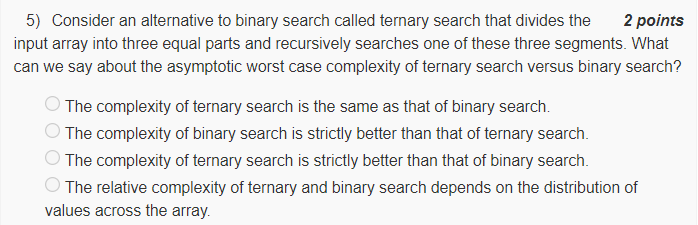 5) Consider an alternative to binary search called ternary search that divides the 2 points
input array into three equal parts and recursively searches one of these three segments. What
can we say about the asymptotic worst case complexity of ternary search versus binary search?
The complexity of ternary search is the same as that of binary search.
The complexity of binary search is strictly better than that of ternary search.
The complexity of ternary search is strictly better than that of binary search.
The relative complexity of ternary and binary search depends on the distribution of
values across the array.